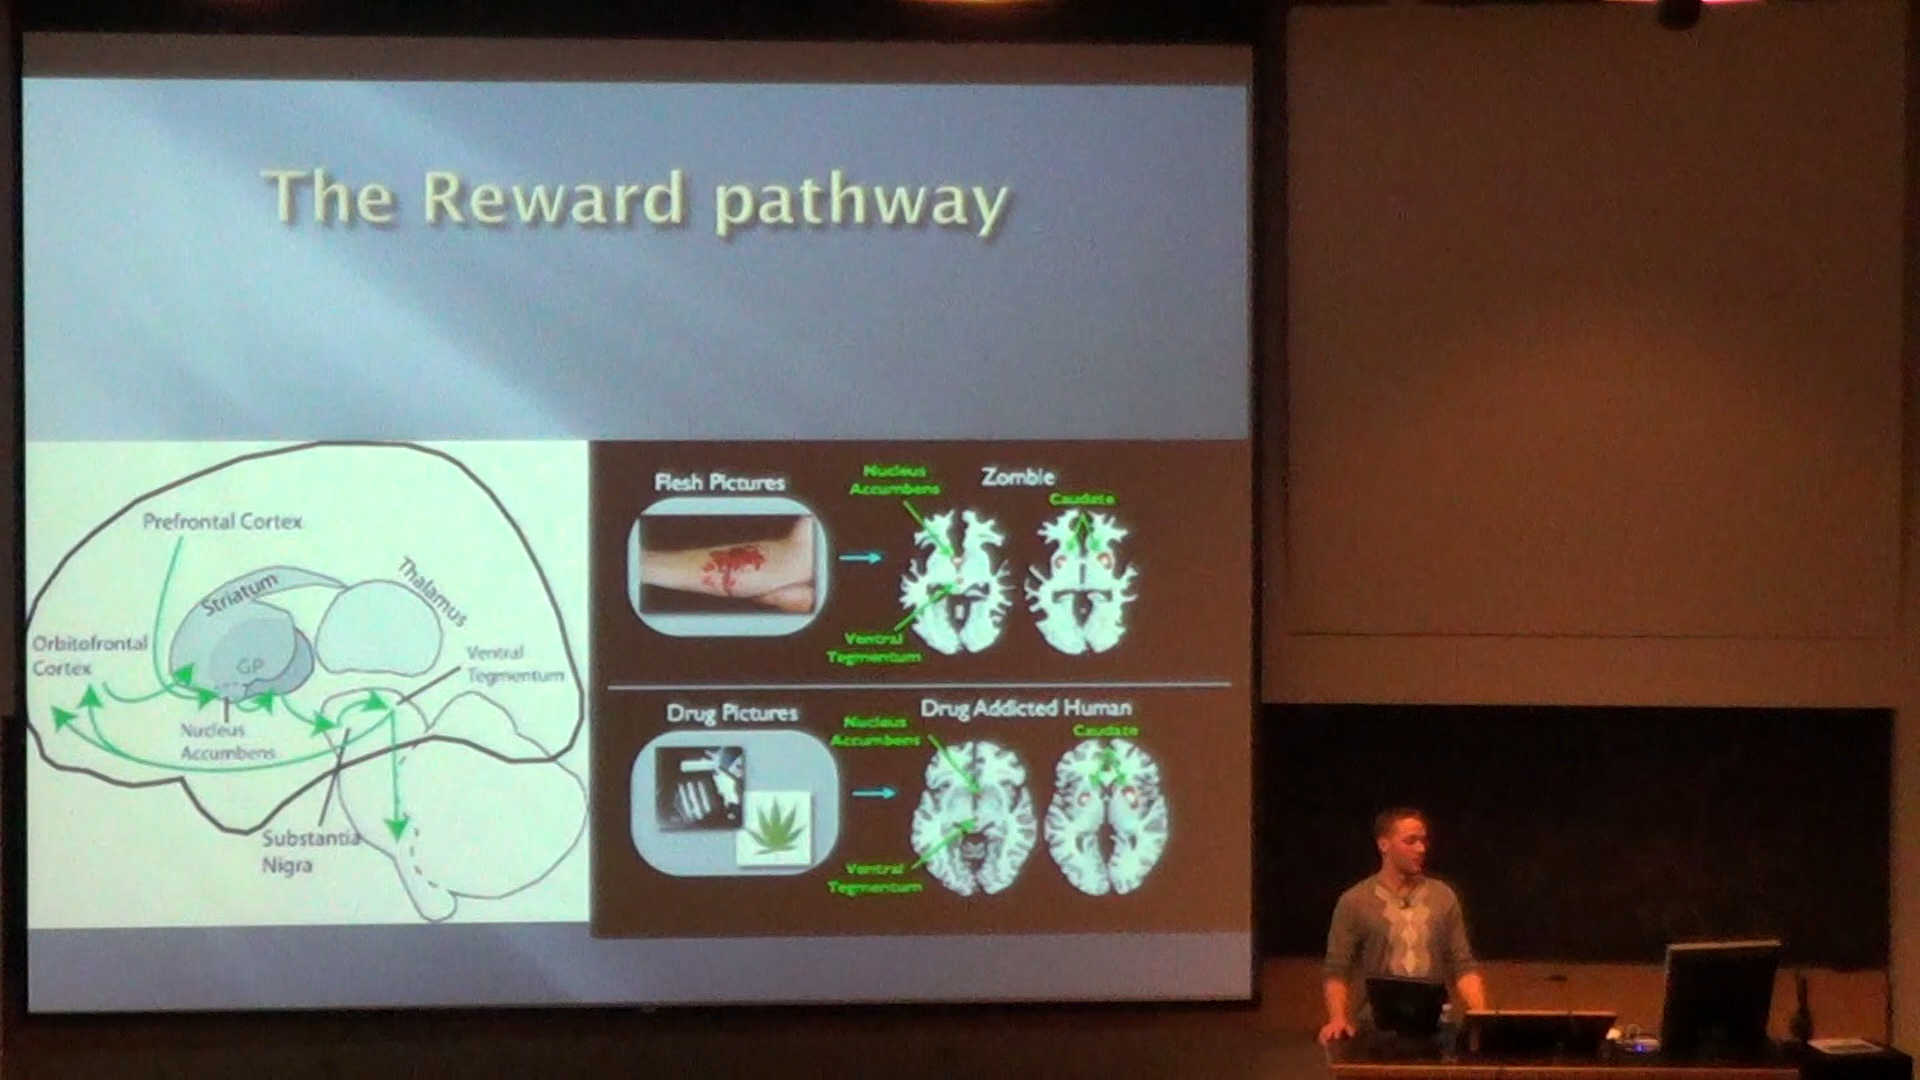 The Reward pathway
Prefrontal Cortex
Striatum
Thalamus
Orbitofrontal
Cortex
GP
Ventral
Tegmentum
Nucleus
Accumbens
Substantia
Nigra
Flesh Pictures
Nucleus
Accumbens
Zombie
Caudate
Ventral
Tegmentum
Drug Pictures
Nucleus
Accumbens
Drug Addicted Human
Caudate
Ventral
Tegmentum